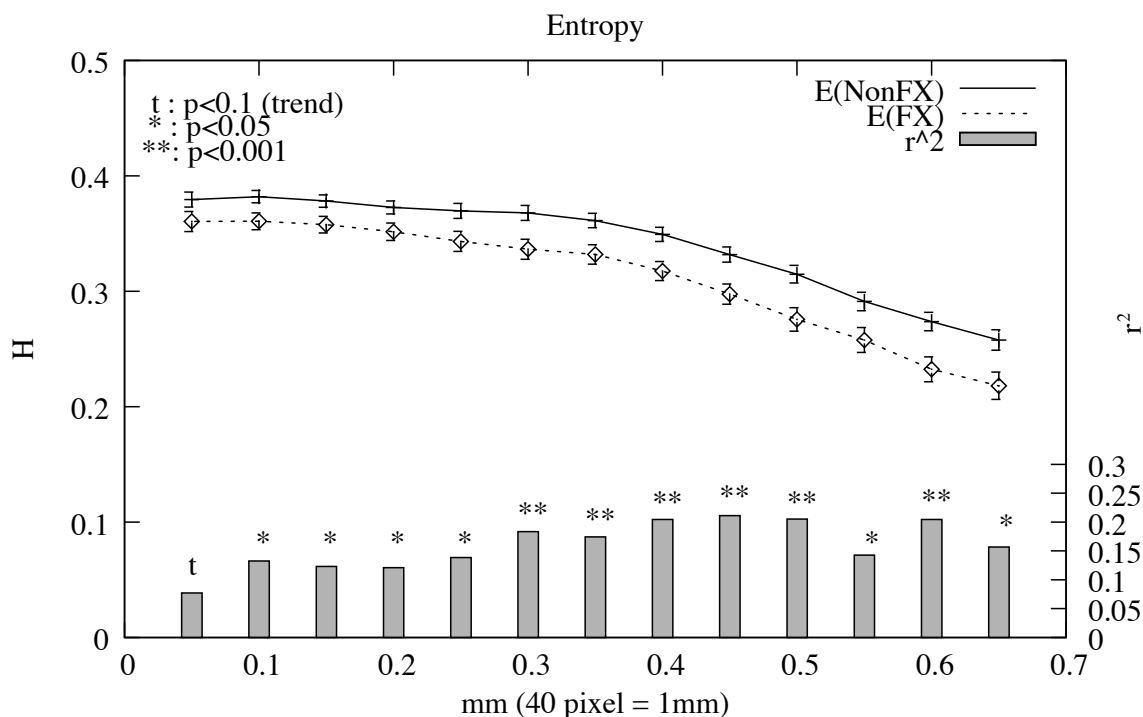 Entropy
0.5
0.4
0.3
0.2
0.1
0
H
t : p<0.1 (trend)
* : p<0.05
**: p<0.001
E(NonFX)
E(FX)
r^2
t * * * * ** ** ** ** ** * ** *
0.3
0.25
0.2
0.15
0.1
0.05
0
r²
0 0.1 0.2 0.3 0.4 0.5 0.6 0.7
mm (40 pixel = 1mm)